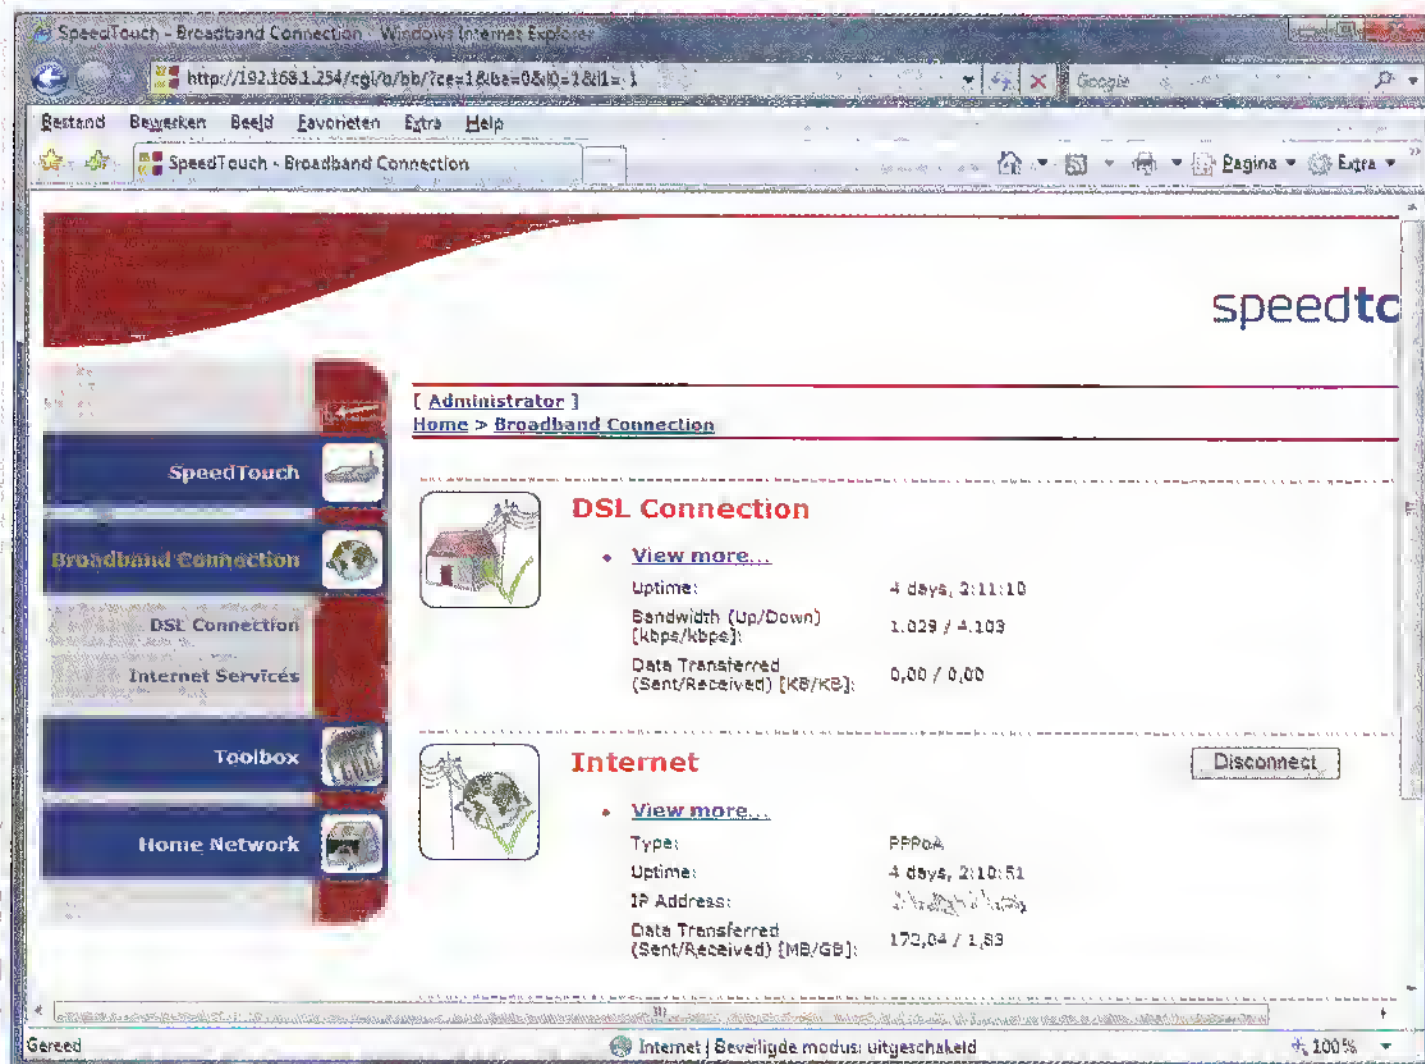 SpeedTouch - Broadband Connection - Windows Internet Explorer
http://192.168.1.254/cgi/b/bb/?ce=1&be=0&l0=1&l1=-1
Google
Bestand Bewerken Beeld Favorieten Extra Help
SpeedTouch - Broadband Connection
Pagina
Extra
speedtc
[ Administrator ]
Home > Broadband Connection
SpeedTouch
Broadband Connection
DSL Connection
Internet Services
Toolbox
Home Network
DSL Connection
View more...
Uptime: 4 days, 2:11:10
Bandwidth (Up/Down)
[kbps/kbps]: 1.029 / 4.103
Data Transferred
(Sent/Received) [KB/KB]: 0,00 / 0,00
Internet
Disconnect
View more...
Type: PPPoA
Uptime: 4 days, 2:10:51
IP Address:
Data Transferred
(Sent/Received) [MB/GB]: 172,04 / 1,83
Gereed
Internet | Beveiligde modus: uitgeschakeld
100%